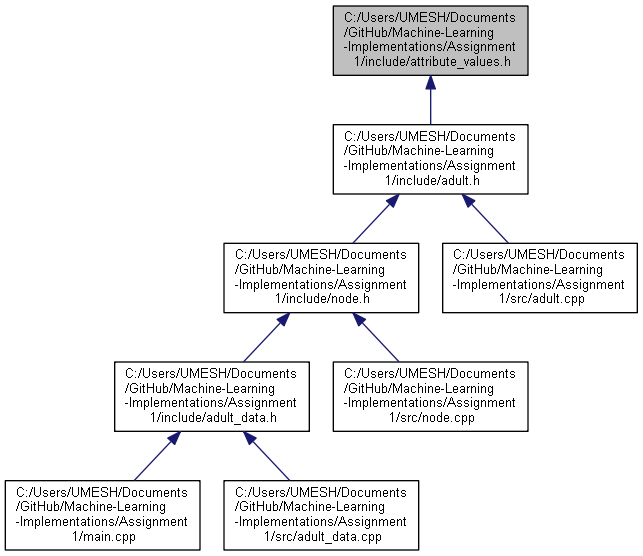 C:/Users/UMESH/Documents
/GitHub/Machine-Learning
-Implementations/Assignment
1/include/attribute_values.h
C:/Users/UMESH/Documents
/GitHub/Machine-Learning
-Implementations/Assignment
1/include/adult.h
C:/Users/UMESH/Documents
/GitHub/Machine-Learning
-Implementations/Assignment
1/include/node.h
C:/Users/UMESH/Documents
/GitHub/Machine-Learning
-Implementations/Assignment
1/src/adult.cpp
C:/Users/UMESH/Documents
/GitHub/Machine-Learning
-Implementations/Assignment
1/include/adult_data.h
C:/Users/UMESH/Documents
/GitHub/Machine-Learning
-Implementations/Assignment
1/src/node.cpp
C:/Users/UMESH/Documents
/GitHub/Machine-Learning
-Implementations/Assignment
1/main.cpp
C:/Users/UMESH/Documents
/GitHub/Machine-Learning
-Implementations/Assignment
1/src/adult_data.cpp